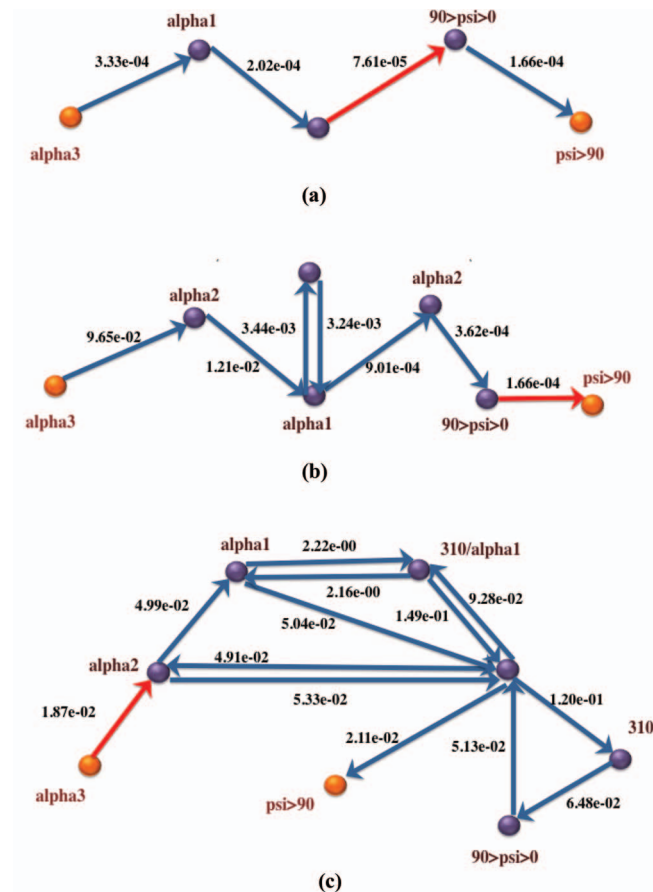 alpha1
90>psi>0
3.33e-04
2.02e-04
7.61e-05
1.66e-04
alpha3
psi>90
(a)
alpha2
alpha2
9.65e-02
3.44e-03
3.24e-03
3.62e-04
1.21e-02
9.01e-04
1.66e-04
psi>90
alpha3
alpha1
90>psi>0
(b)
alpha1
310/alpha1
2.22e-00
2.16e-00
4.99e-02
9.28e-02
5.04e-02
1.49e-01
alpha2
4.91e-02
5.33e-02
1.20e-01
1.87e-02
2.11e-02
5.13e-02
310
alpha3
psi>90
6.48e-02
90>psi>0
(c)